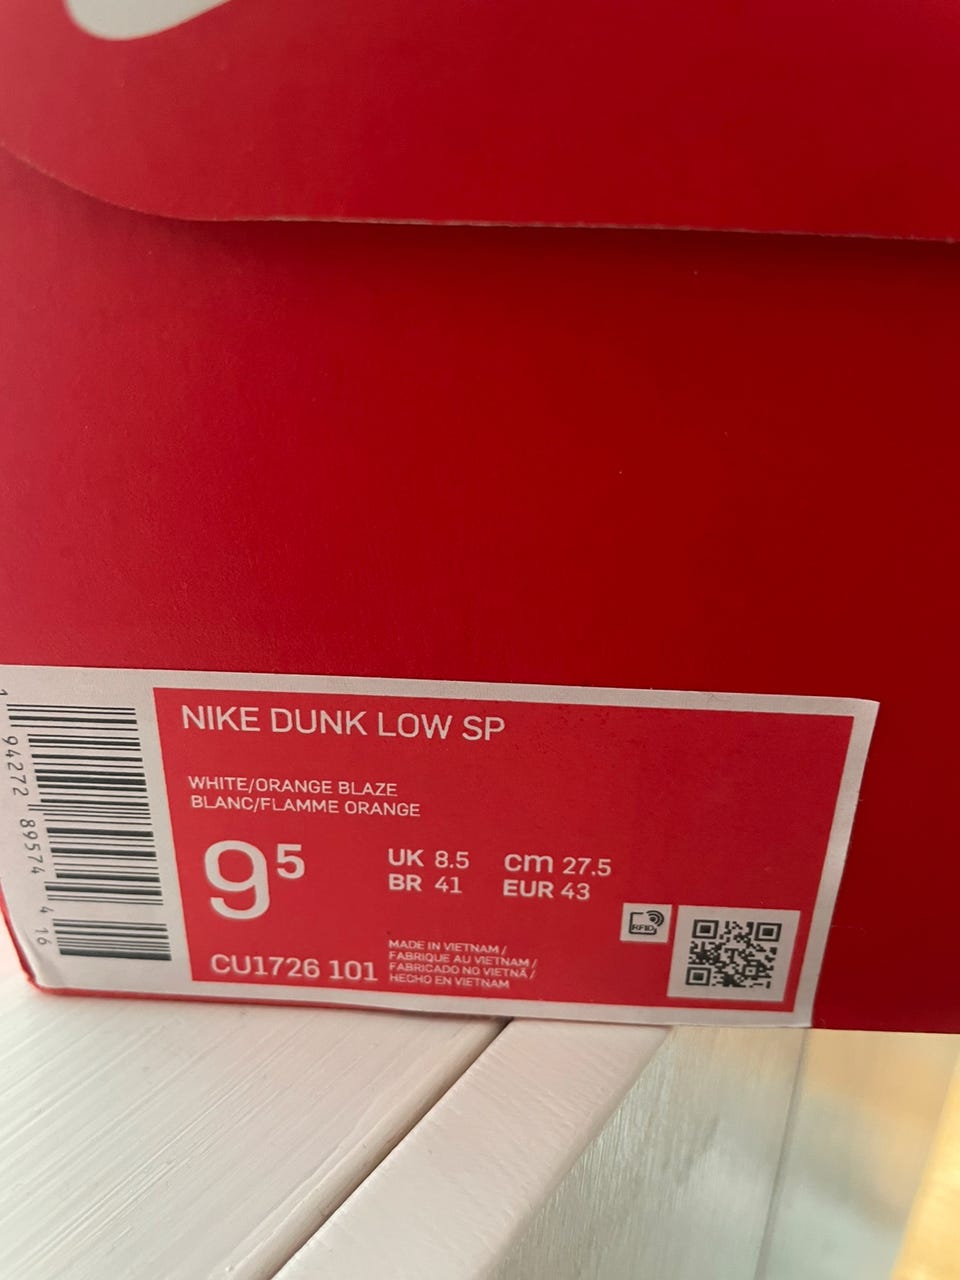 NIKE DUNK LOW SP
WHITE/ORANGE BLAZE
BLANC/FLAMME ORANGE
9⁵
UK 8.5 cm 27.5
BR 41 EUR 43
CU1726 101
MADE IN VIETNAM /
FABRIQUE AU VIETNAM /
FABRICADO NO VIETNÃ /
HECHO EN VIETNAM
RFID
1 94272 89574 4 16